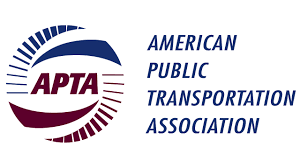 APTA
AMERICAN
PUBLIC
TRANSPORTATION
ASSOCIATION